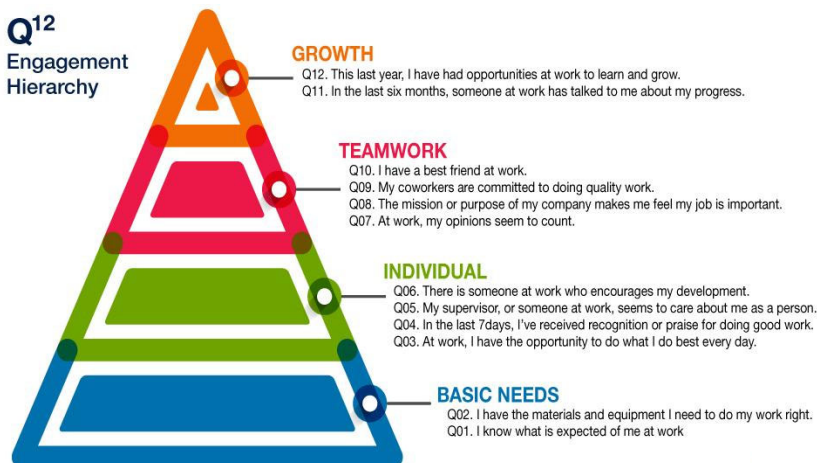 Q12
Engagement
Hierarchy
GROWTH
Q12. This last year, I have had opportunities at work to learn and grow.
Q11. In the last six months, someone at work has talked to me about my progress.
TEAMWORK
Q10. I have a best friend at work.
Q09. My coworkers are committed to doing quality work.
Q08. The mission or purpose of my company makes me feel my job is important.
Q07. At work, my opinions seem to count.
INDIVIDUAL
Q06. There is someone at work who encourages my development.
Q05. My supervisor, or someone at work, seems to care about me as a person.
Q04. In the last 7days, I've received recognition or praise for doing good work.
Q03. At work, I have the opportunity to do what I do best every day.
BASIC NEEDS
Q02. I have the materials and equipment I need to do my work right.
Q01. I know what is expected of me at work